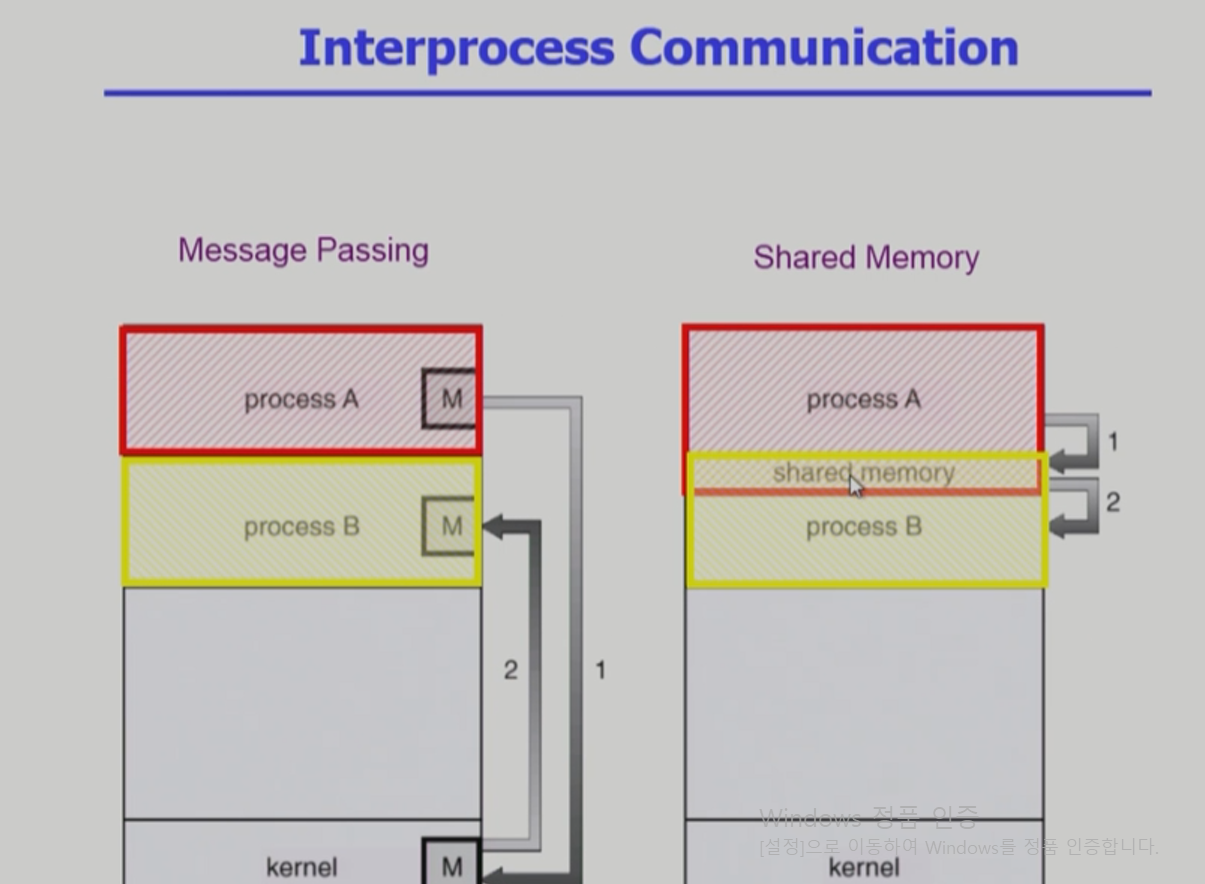 Interprocess Communication
Message Passing
Shared Memory
process A
M
process B
M
2
1
kernel
M
process A
1
shared memory
2
process B
kernel
Windows 정품 인증
[설정]으로 이동하여 Windows를 정품 인증합니다.